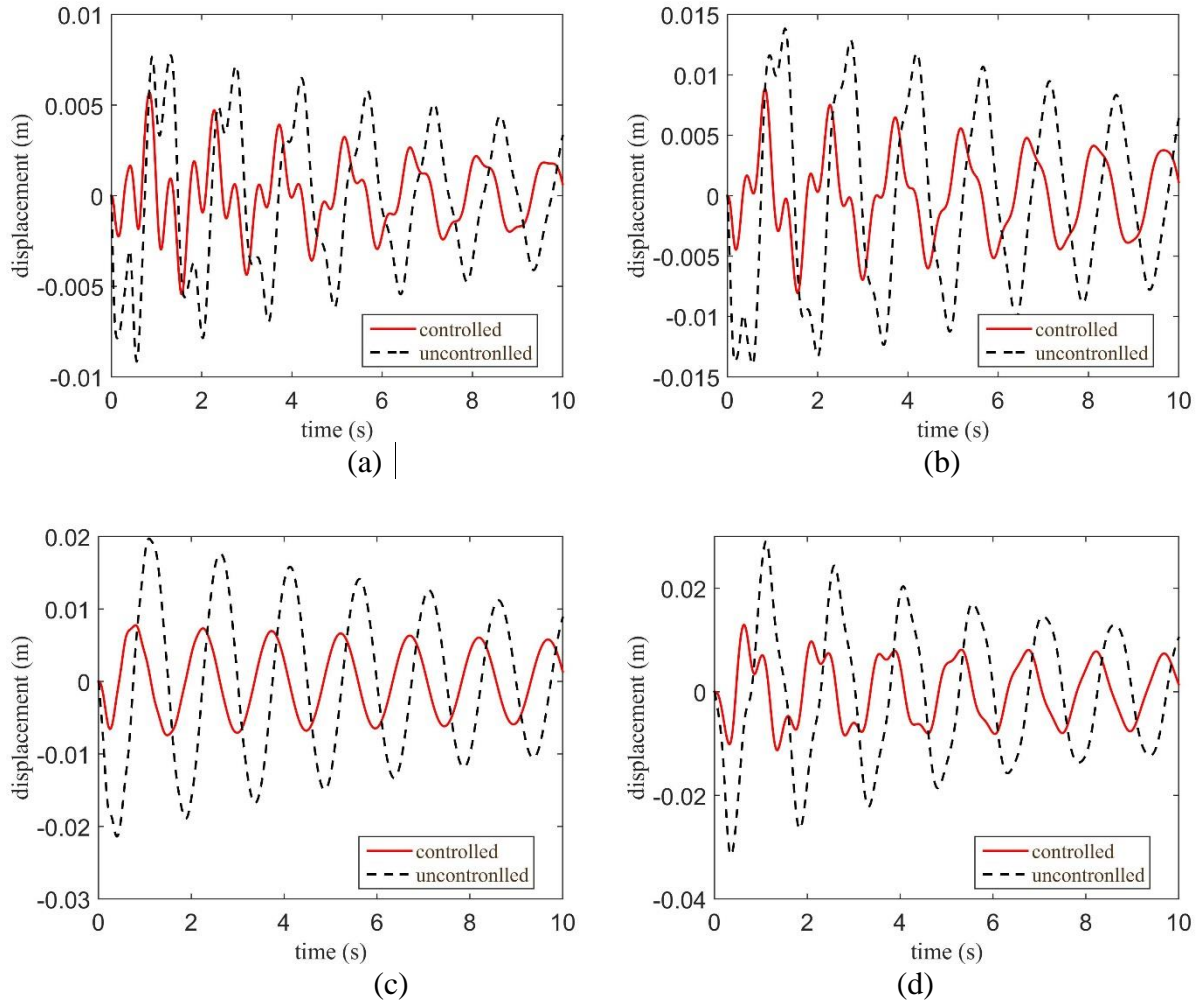 0.01
0.005
0
-0.005
-0.01
displacement (m)
controlled
uncontronlled
0 2 4 6 8 10
time (s)
(a)
0.015
0.01
0.005
0
-0.005
-0.01
-0.015
displacement (m)
controlled
uncontronlled
0 2 4 6 8 10
time (s)
(b)
0.02
0.01
0
-0.01
-0.02
-0.03
displacement (m)
controlled
uncontronlled
0 2 4 6 8 10
time (s)
(c)
0.02
0
-0.02
-0.04
displacement (m)
controlled
uncontronlled
0 2 4 6 8 10
time (s)
(d)